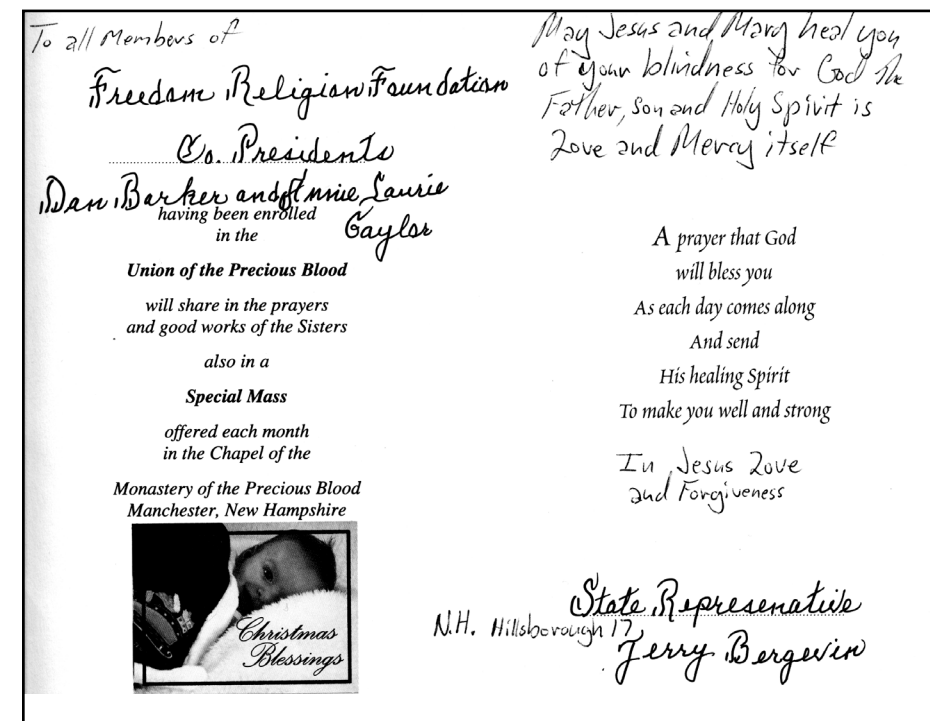 To all Members of
Freedom Religion Foundation
Co. Presidents
Dan Barker and Annie Laurie
Gaylor
having been enrolled
in the
Union of the Precious Blood
will share in the prayers
and good works of the Sisters
also in a
Special Mass
offered each month
in the Chapel of the
Monastery of the Precious Blood
Manchester, New Hampshire
Christmas
Blessings
May Jesus and Mary heal you
of your blindness for God the
Father, Son and Holy Spirit is
Love and Mercy itself
A prayer that God
will bless you
As each day comes along
And send
His healing Spirit
To make you well and strong
In Jesus Love
and Forgiveness
State Represenative
N.H. Hillsborough 17
Jerry Bergevin